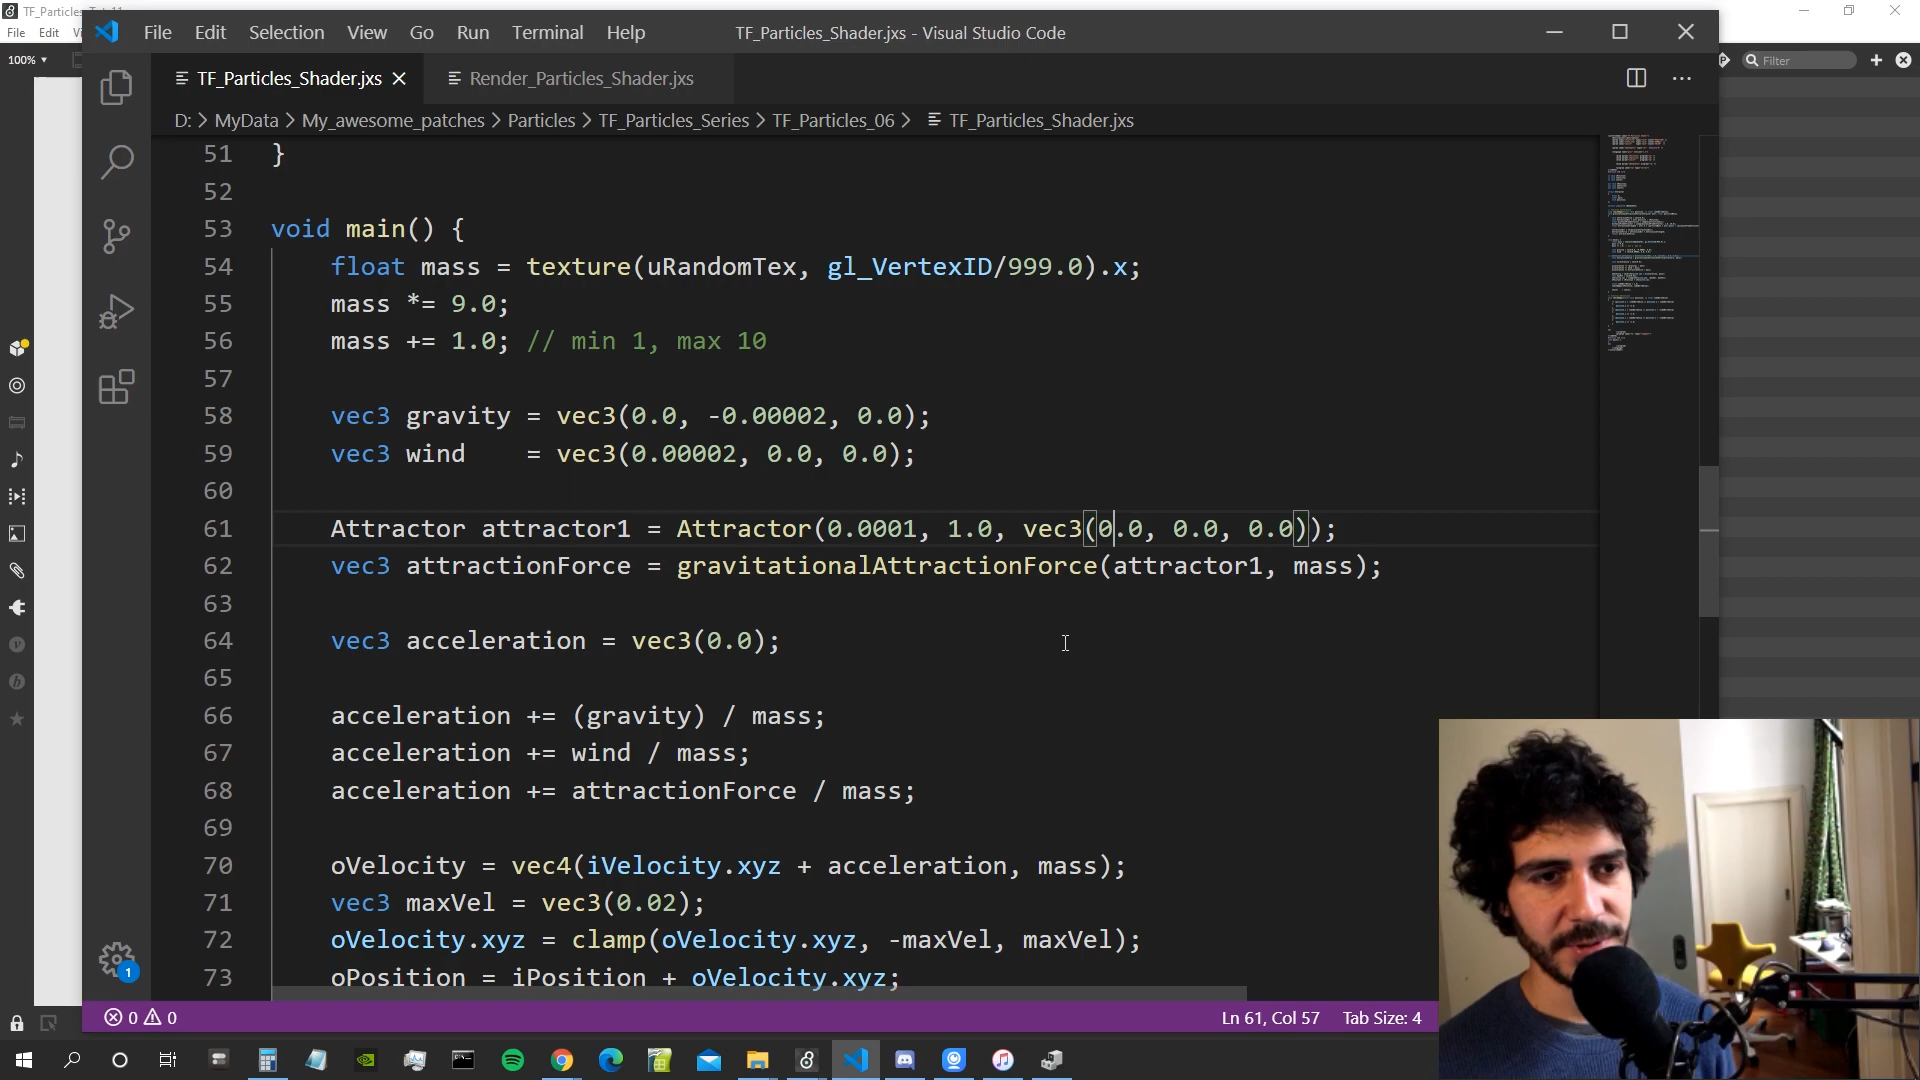 TF_Particles_Tut_11
File Edit
100%
Filter
File Edit Selection View Go Run Terminal Help
TF_Particles_Shader.jxs - Visual Studio Code
TF_Particles_Shader.jxs
Render_Particles_Shader.jxs
D: > MyData > My_awesome_patches > Particles > TF_Particles_Series > TF_Particles_06 > TF_Particles_Shader.jxs
51 }
52
53 void main() {
54 float mass = texture(uRandomTex, gl_VertexID/999.0).x;
55 mass *= 9.0;
56 mass += 1.0; // min 1, max 10
57
58 vec3 gravity = vec3(0.0, -0.00002, 0.0);
59 vec3 wind    = vec3(0.00002, 0.0, 0.0);
60
61 Attractor attractor1 = Attractor(0.0001, 1.0, vec3(0.0, 0.0, 0.0));
62 vec3 attractionForce = gravitationalAttractionForce(attractor1, mass);
63
64 vec3 acceleration = vec3(0.0);
65
66 acceleration += (gravity) / mass;
67 acceleration += wind / mass;
68 acceleration += attractionForce / mass;
69
70 oVelocity = vec4(iVelocity.xyz + acceleration, mass);
71 vec3 maxVel = vec3(0.02);
72 oVelocity.xyz = clamp(oVelocity.xyz, -maxVel, maxVel);
73 oPosition = iPosition + oVelocity.xyz;
1
0 0
Ln 61, Col 57 Tab Size: 4